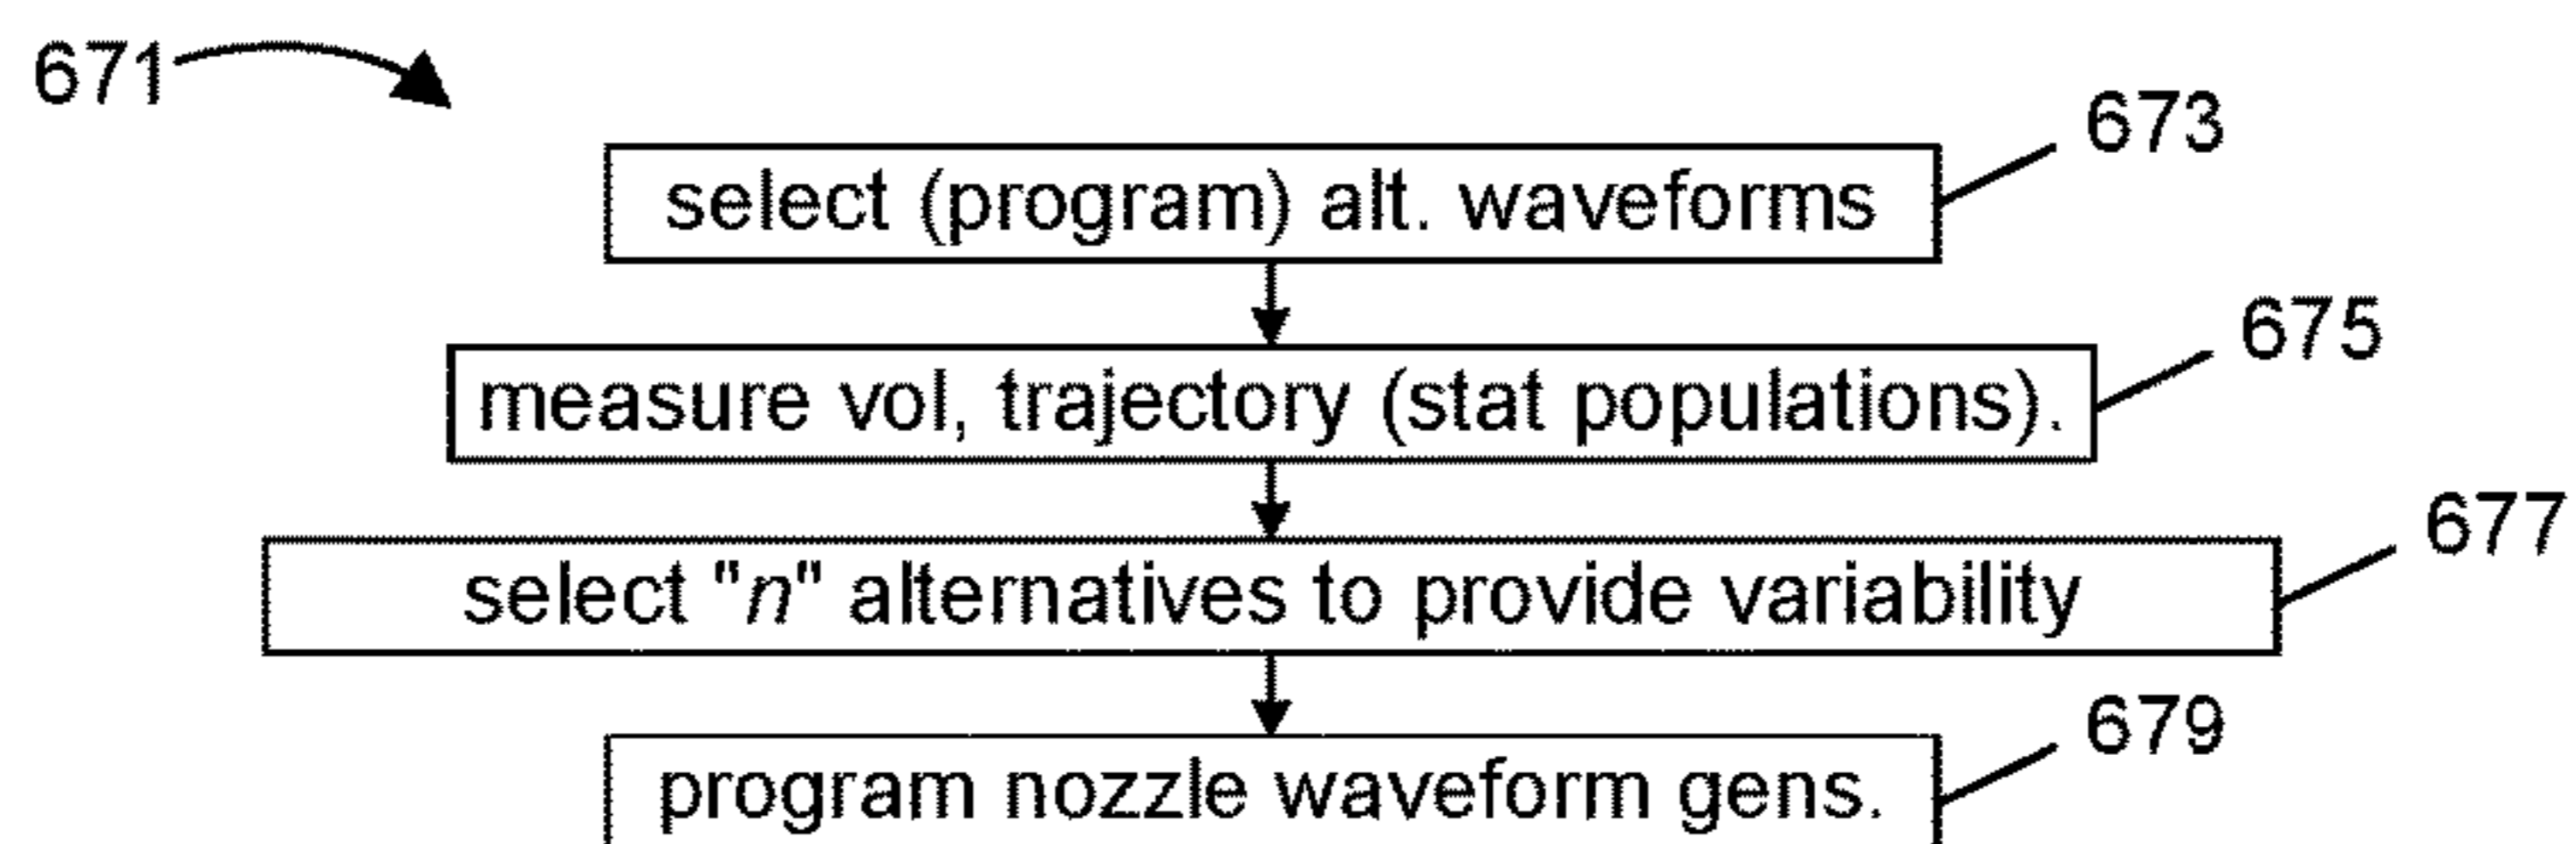 671
673
select (program) alt. waveforms
675
measure vol, trajectory (stat populations).
677
select "n" alternatives to provide variability
679
program nozzle waveform gens.